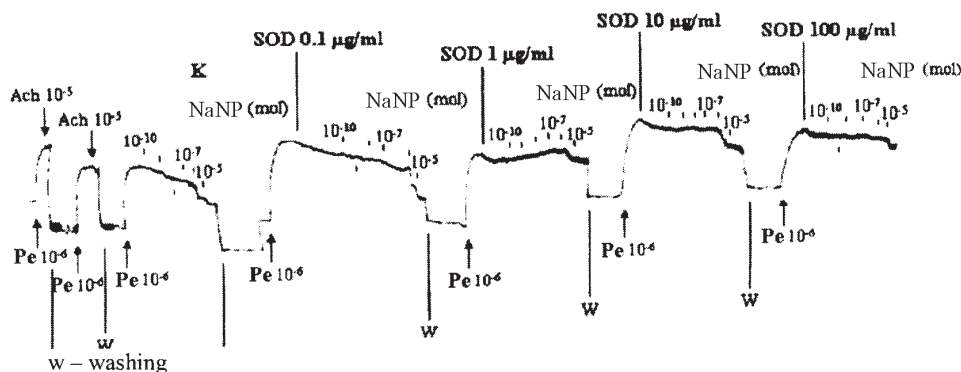 SOD 0.1 µg/ml
SOD 1 µg/ml
SOD 10 µg/ml
SOD 100 µg/ml
K
NaNP (mol)
NaNP (mol)
NaNP (mol)
NaNP (mol)
NaNP (mol)
Ach 10-5
Ach 10-5
10-10
10-7
10-5
10-10
10-7
10-5
10-10
10-7
10-5
10-10
10-7
10-5
10-10
10-7
10-5
Pe 10-6
Pe 10-6
Pe 10-6
Pe 10-6
Pe 10-6
Pe 10-6
Pe 10-6
W
W
W
W
w – washing